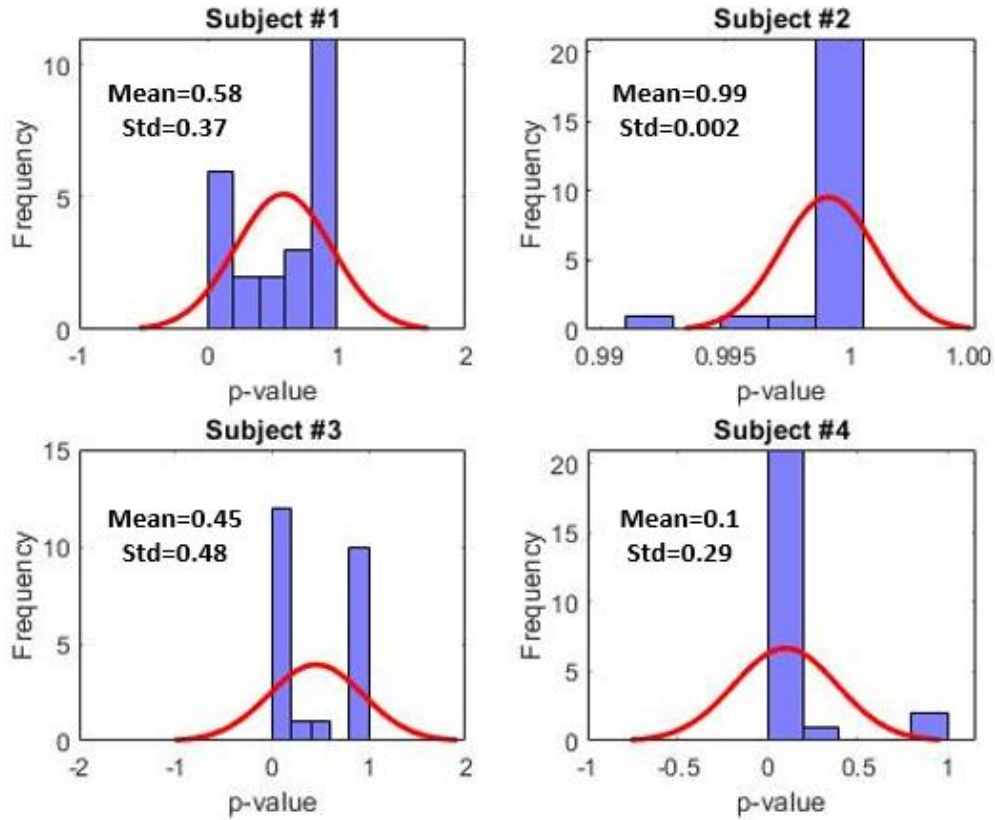 Subject #1
10
5
0
Frequency
Mean=0.58
Std=0.37
-1 0 1 2
p-value
Subject #2
20
15
10
5
0
Frequency
Mean=0.99
Std=0.002
0.99 0.995 1 1.00
p-value
Subject #3
15
10
5
0
Frequency
Mean=0.45
Std=0.48
-2 -1 0 1 2
p-value
Subject #4
20
15
10
5
0
Frequency
Mean=0.1
Std=0.29
-1 -0.5 0 0.5 1
p-value